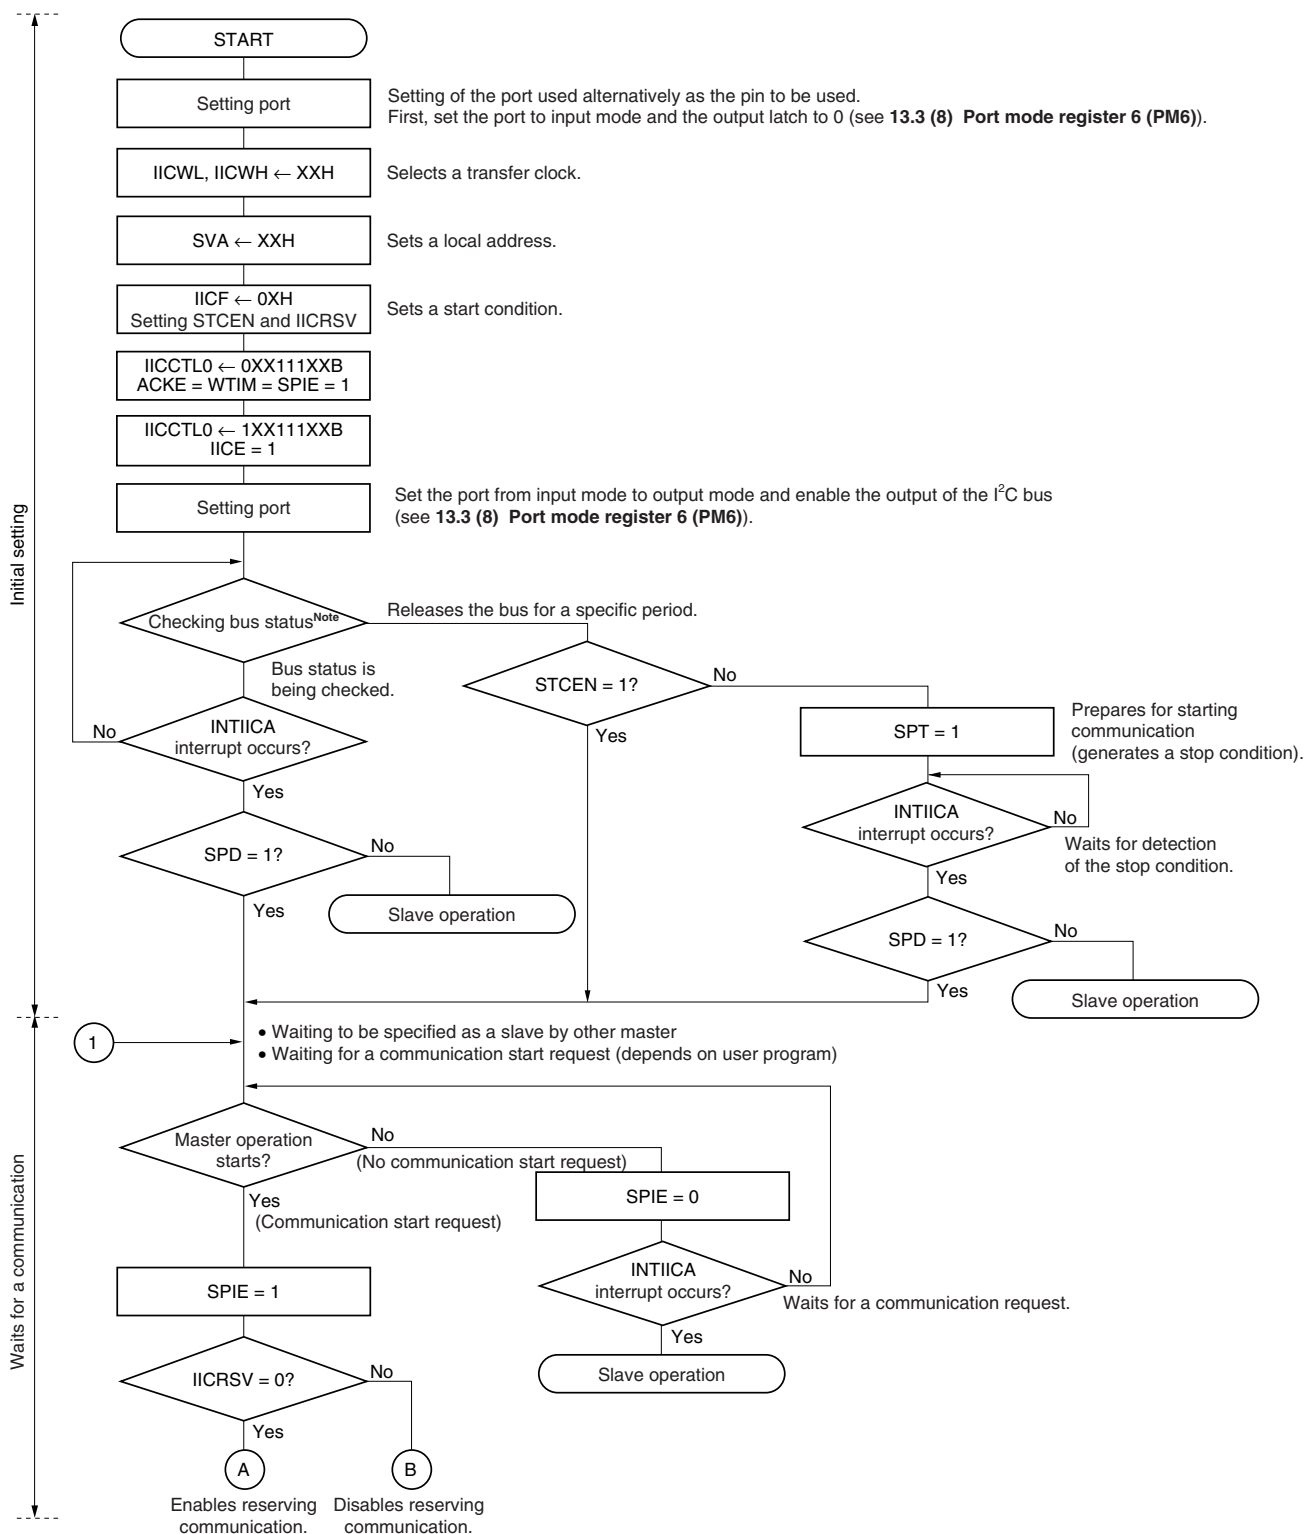 START
Setting port
Setting of the port used alternatively as the pin to be used.
First, set the port to input mode and the output latch to 0 (see 13.3 (8) Port mode register 6 (PM6)).
IICWL, IICWH ← XXH
Selects a transfer clock.
SVA ← XXH
Sets a local address.
IICF ← 0XH
Setting STCEN and IICRSV
Sets a start condition.
IICCTL0 ← 0XX111XXB
ACKE = WTIM = SPIE = 1
IICCTL0 ← 1XX111XXB
IICE = 1
Setting port
Set the port from input mode to output mode and enable the output of the I²C bus
(see 13.3 (8) Port mode register 6 (PM6)).
Initial setting
Checking bus statusNote
Releases the bus for a specific period.
Bus status is
being checked.
STCEN = 1?
No
Yes
SPT = 1
Prepares for starting
communication
(generates a stop condition).
INTIICA
interrupt occurs?
No
Yes
INTIICA
interrupt occurs?
No
Waits for detection
of the stop condition.
Yes
SPD = 1?
No
Yes
Slave operation
SPD = 1?
No
Yes
Slave operation
1
• Waiting to be specified as a slave by other master
• Waiting for a communication start request (depends on user program)
Waits for a communication
Master operation
starts?
No
(No communication start request)
Yes
(Communication start request)
SPIE = 0
INTIICA
interrupt occurs?
No
Waits for a communication request.
Yes
Slave operation
SPIE = 1
IICRSV = 0?
No
Yes
A
B
Enables reserving
communication.
Disables reserving
communication.